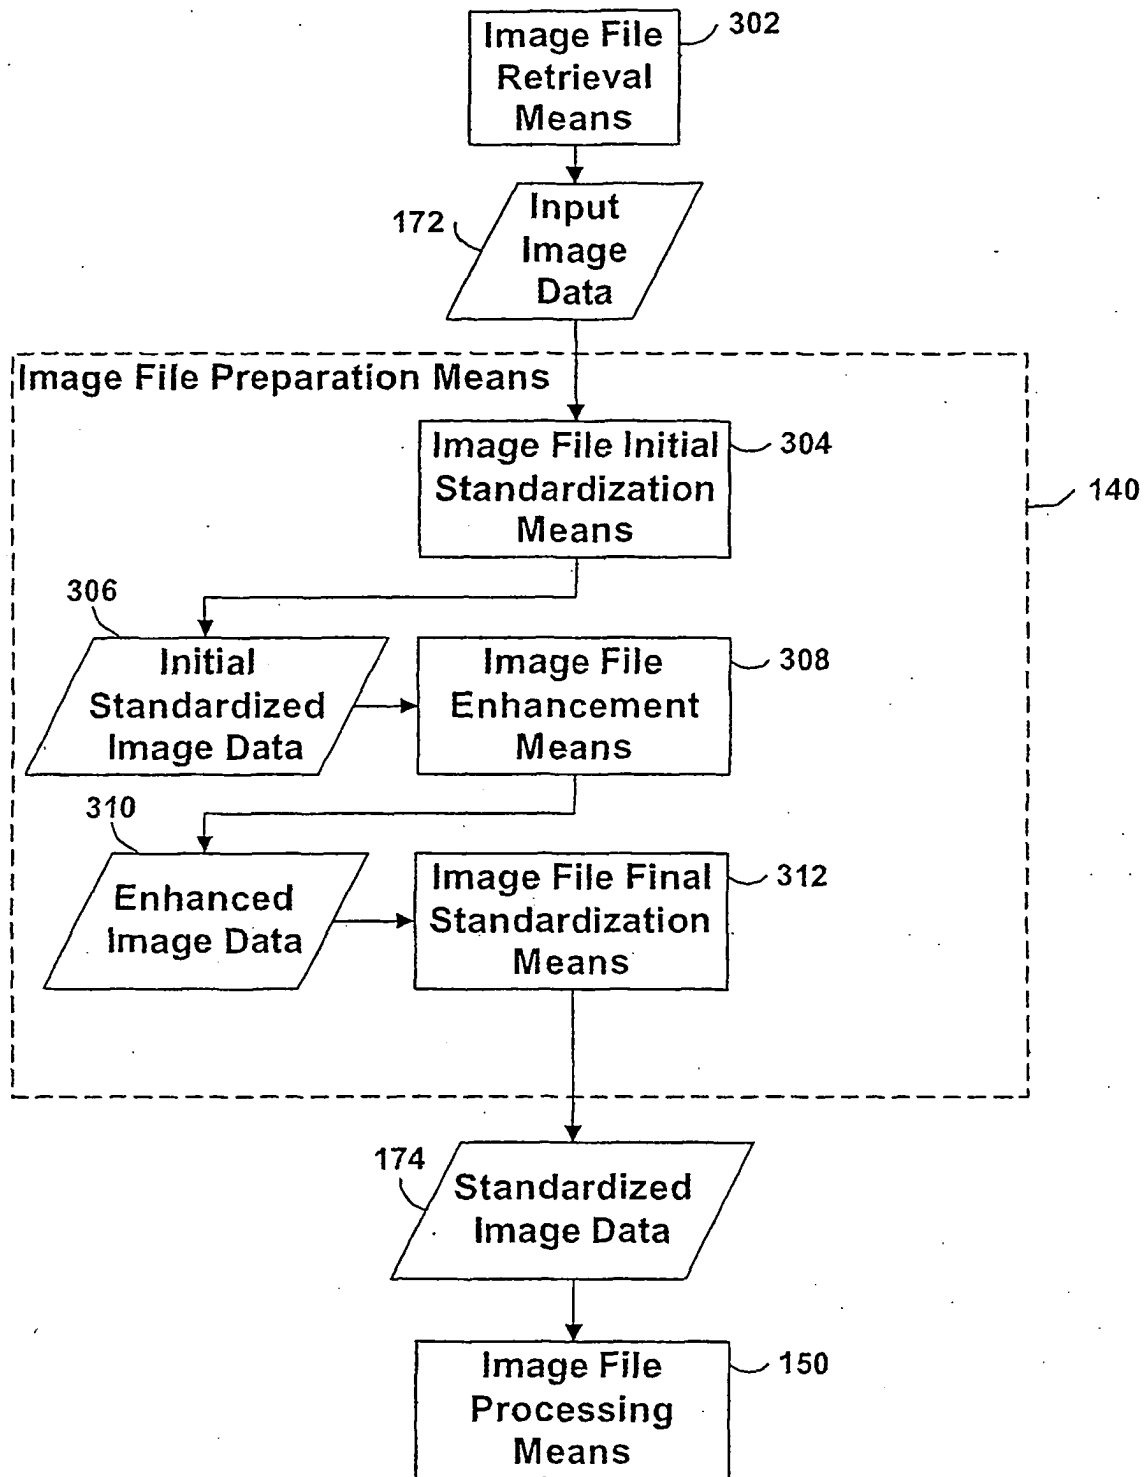 Image File
Retrieval
Means
302
172
Input
Image
Data
Image File Preparation Means
Image File Initial
Standardization
Means
304
140
306
Initial
Standardized
Image Data
Image File
Enhancement
Means
308
310
Enhanced
Image Data
Image File Final
Standardization
Means
312
174
Standardized
Image Data
Image File
Processing
Means
150